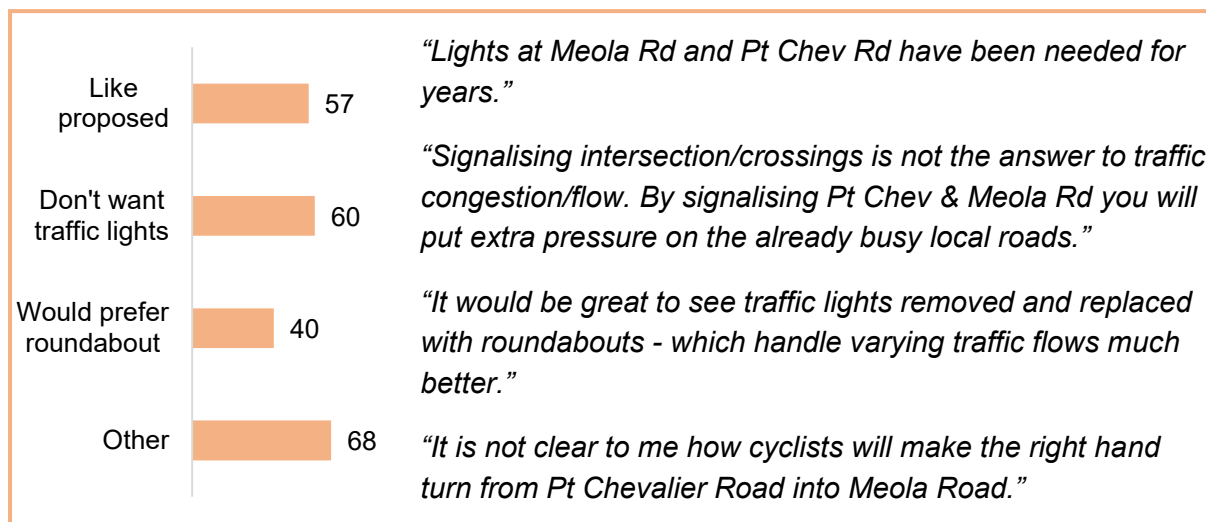 Like
proposed
57
Don't want
traffic lights
60
Would prefer
roundabout
40
Other
68
“Lights at Meola Rd and Pt Chev Rd have been needed for
years.”
“Signalising intersection/crossings is not the answer to traffic
congestion/flow. By signalising Pt Chev & Meola Rd you will
put extra pressure on the already busy local roads.”
“It would be great to see traffic lights removed and replaced
with roundabouts - which handle varying traffic flows much
better.”
“It is not clear to me how cyclists will make the right hand
turn from Pt Chevalier Road into Meola Road.”